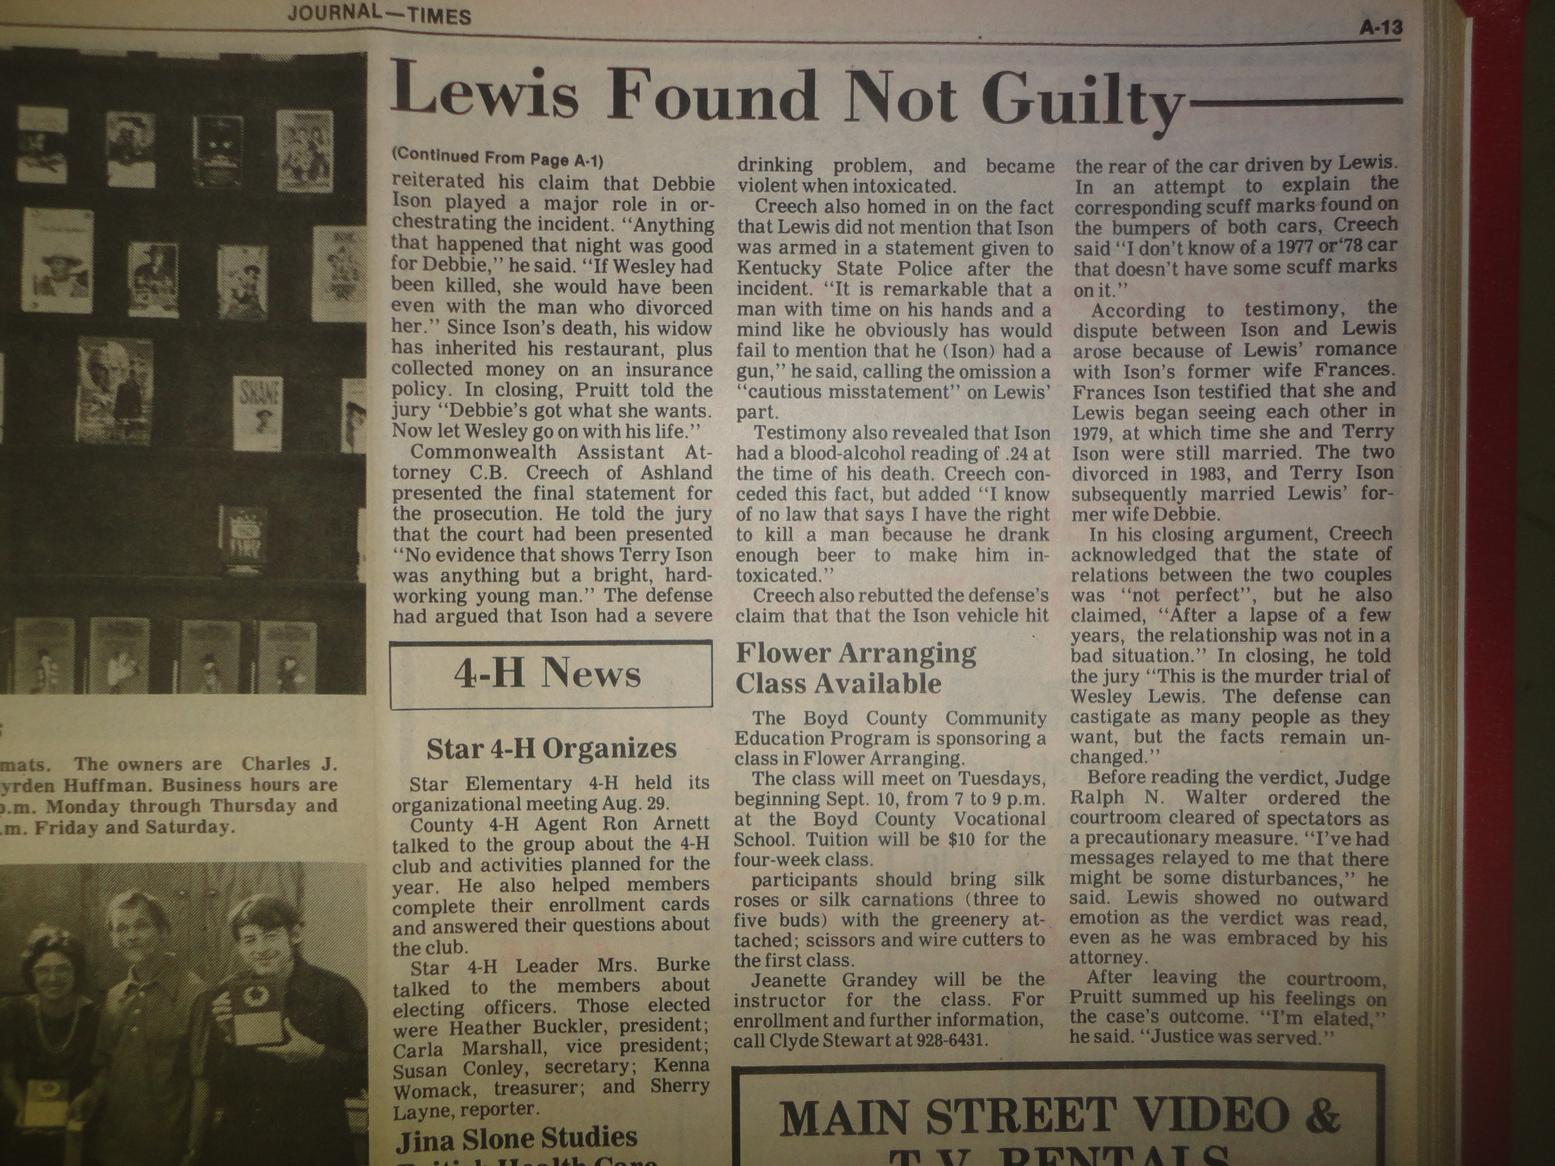 JOURNAL—TIMES
A-13
Lewis Found Not Guilty
(Continued From Page A-1)
reiterated his claim that Debbie
Ison played a major role in or-
chestrating the incident. "Anything
that happened that night was good
for Debbie," he said. "If Wesley had
been killed, she would have been
even with the man who divorced
her." Since Ison's death, his widow
has inherited his restaurant, plus
collected money on an insurance
policy. In closing, Pruitt told the
jury "Debbie's got what she wants.
Now let Wesley go on with his life."
Commonwealth Assistant At-
torney C.B. Creech of Ashland
presented the final statement for
the prosecution. He told the jury
that the court had been presented
"No evidence that shows Terry Ison
was anything but a bright, hard-
working young man." The defense
had argued that Ison had a severe
drinking problem, and became
violent when intoxicated.
Creech also homed in on the fact
that Lewis did not mention that Ison
was armed in a statement given to
Kentucky State Police after the
incident. "It is remarkable that a
man with time on his hands and a
mind like he obviously has would
fail to mention that he (Ison) had a
gun," he said, calling the omission a
"cautious misstatement" on Lewis'
part.
Testimony also revealed that Ison
had a blood-alcohol reading of .24 at
the time of his death. Creech con-
ceded this fact, but added "I know
of no law that says I have the right
to kill a man because he drank
enough beer to make him in-
toxicated."
Creech also rebutted the defense's
claim that that the Ison vehicle hit
the rear of the car driven by Lewis.
In an attempt to explain the
corresponding scuff marks found on
the bumpers of both cars, Creech
said "I don't know of a 1977 or '78 car
that doesn't have some scuff marks
on it."
According to testimony, the
dispute between Ison and Lewis
arose because of Lewis' romance
with Ison's former wife Frances.
Frances Ison testified that she and
Lewis began seeing each other in
1979, at which time she and Terry
Ison were still married. The two
divorced in 1983, and Terry Ison
subsequently married Lewis' for-
mer wife Debbie.
In his closing argument, Creech
acknowledged that the state of
relations between the two couples
was "not perfect", but he also
claimed, "After a lapse of a few
years, the relationship was not in a
bad situation." In closing, he told
the jury "This is the murder trial of
Wesley Lewis. The defense can
castigate as many people as they
want, but the facts remain un-
changed."
Before reading the verdict, Judge
Ralph N. Walter ordered the
courtroom cleared of spectators as
a precautionary measure. "I've had
messages relayed to me that there
might be some disturbances," he
said. Lewis showed no outward
emotion as the verdict was read,
even as he was embraced by his
attorney.
After leaving the courtroom,
Pruitt summed up his feelings on
the case's outcome. "I'm elated,"
he said. "Justice was served."
4-H News
Star 4-H Organizes
Star Elementary 4-H held its
organizational meeting Aug. 29.
County 4-H Agent Ron Arnett
talked to the group about the 4-H
club and activities planned for the
year. He also helped members
complete their enrollment cards
and answered their questions about
the club.
Star 4-H Leader Mrs. Burke
talked to the members about
electing officers. Those elected
were Heather Buckler, president;
Carla Marshall, vice president;
Susan Conley, secretary; Kenna
Womack, treasurer; and Sherry
Layne, reporter.
Jina Slone Studies
British Health Care
Flower Arranging
Class Available
The Boyd County Community
Education Program is sponsoring a
class in Flower Arranging.
The class will meet on Tuesdays,
beginning Sept. 10, from 7 to 9 p.m.
at the Boyd County Vocational
School. Tuition will be $10 for the
four-week class.
participants should bring silk
roses or silk carnations (three to
five buds) with the greenery at-
tached; scissors and wire cutters to
the first class.
Jeanette Grandey will be the
instructor for the class. For
enrollment and further information,
call Clyde Stewart at 928-6431.
MAIN STREET VIDEO &
T.V. RENTALS
SHANE
mats. The owners are Charles J.
yrden Huffman. Business hours are
p.m. Monday through Thursday and
.m. Friday and Saturday.